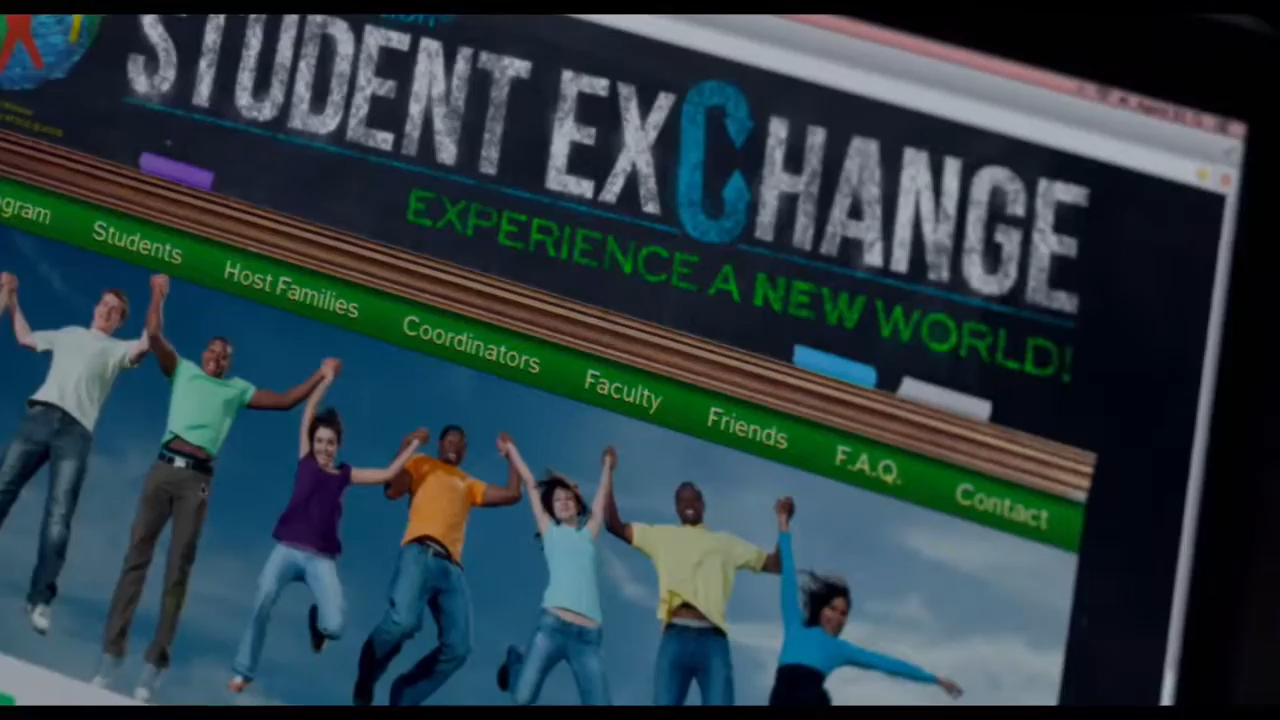 STUDENT EXCHANGE
EXPERIENCE A NEW WORLD!
Students Host Families Coordinators Faculty Friends F.A.Q. Contact